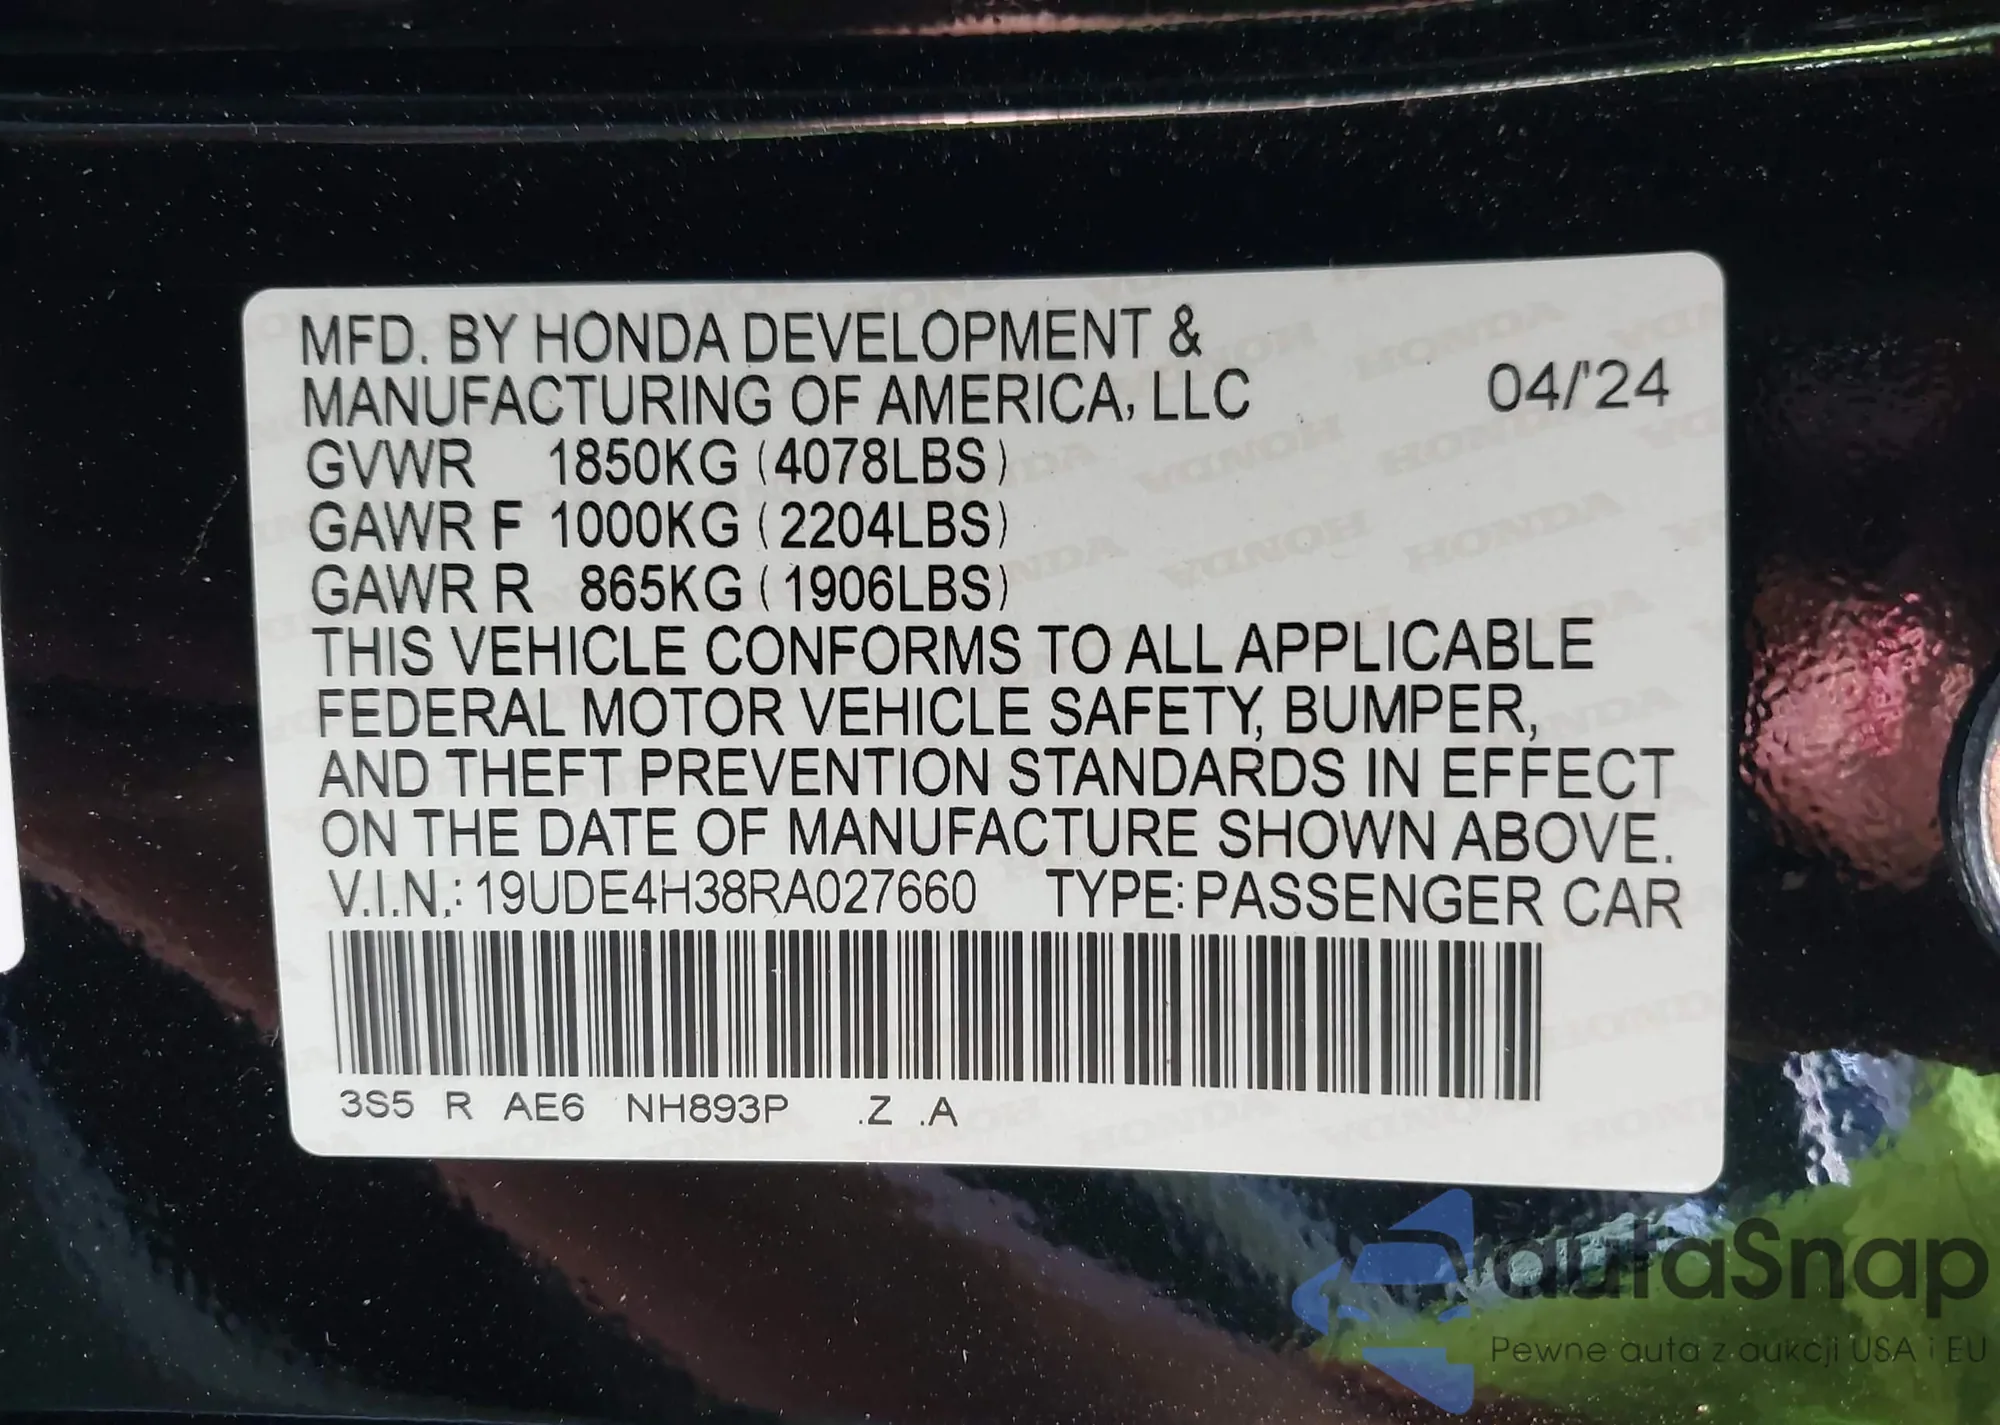 MFD. BY HONDA DEVELOPMENT &
MANUFACTURING OF AMERICA, LLC 04/'24
GVWR 1850KG (4078LBS)
GAWR F 1000KG (2204LBS)
GAWR R 865KG (1906LBS)
THIS VEHICLE CONFORMS TO ALL APPLICABLE
FEDERAL MOTOR VEHICLE SAFETY, BUMPER,
AND THEFT PREVENTION STANDARDS IN EFFECT
ON THE DATE OF MANUFACTURE SHOWN ABOVE.
V.I.N.: 19UDE4H38RA027660 TYPE: PASSENGER CAR
3S5 R AE6 NH893P .Z .A
autaSnap
Pewne auta z aukcji USA i EU